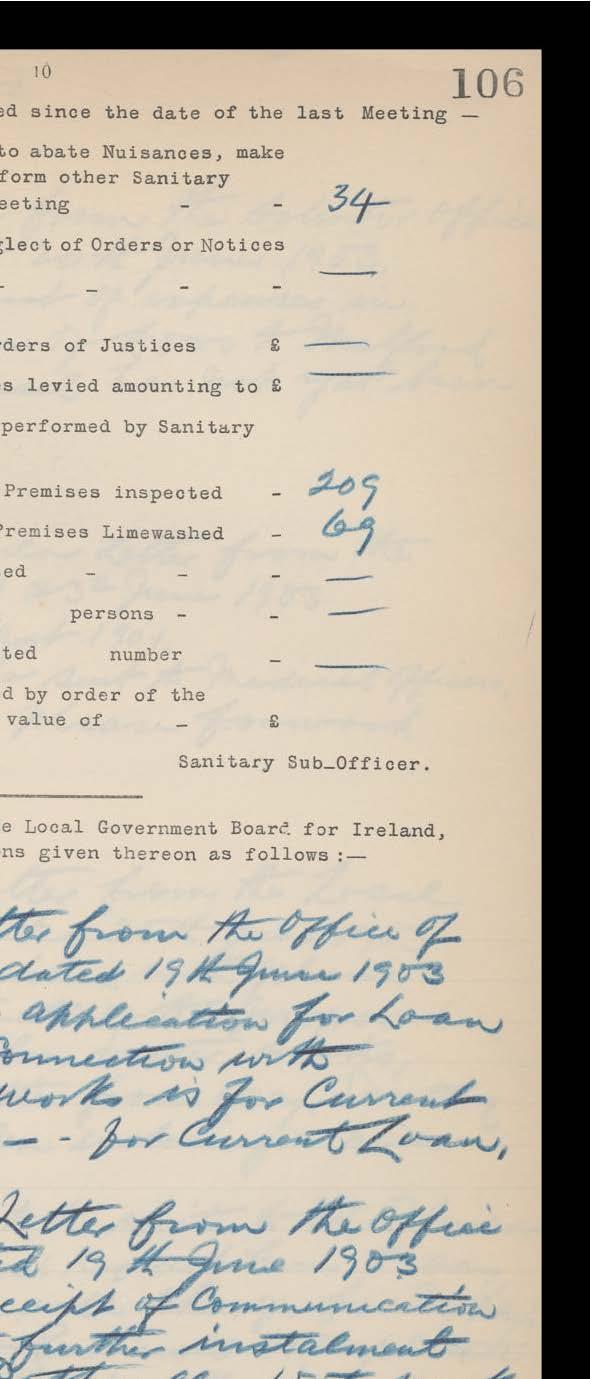 10
106
ed since the date of the last Meeting —
to abate Nuisances, make
form other Sanitary
eeting - - 34
glect of Orders or Notices
- - - - —
rders of Justices £ —
s levied amounting to £ —
performed by Sanitary
Premises inspected - 209
Premises Limewashed - 69
ed - - - —
persons - - —
ted number - —
d by order of the
value of - £
Sanitary Sub-Officer.
e Local Government Board for Ireland,
ns given thereon as follows :—
tter from the Office of
dated 19th June 1903
application for Loan
Connection with
works is for Current
— - for Current Loan,
Letter from the Office
ed 19th June 1903
eceipt of Communication
further instalment